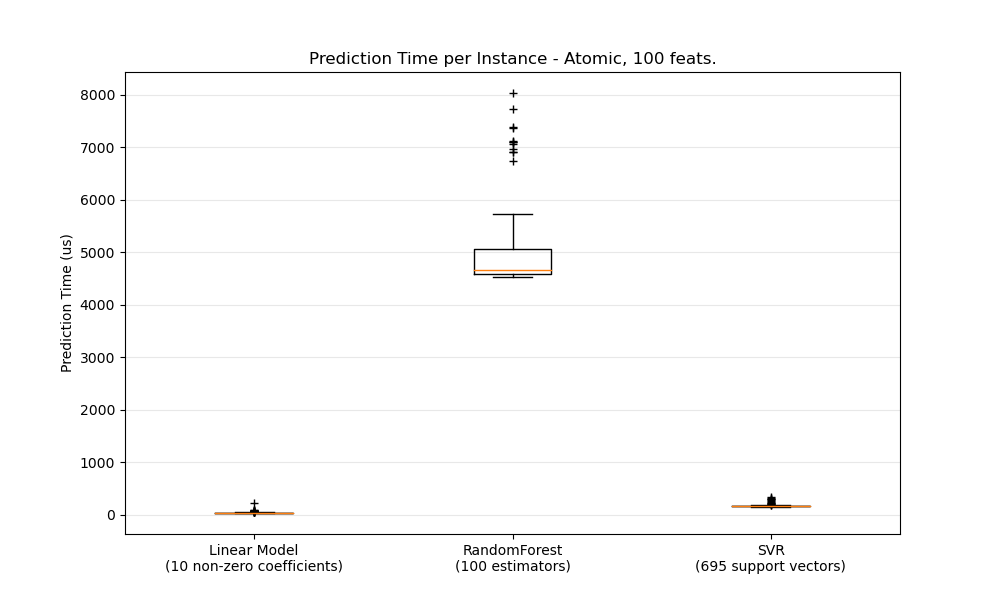 Prediction Time per Instance - Atomic, 100 feats.
Prediction Time (us)
8000
7000
6000
5000
4000
3000
2000
1000
0
Linear Model
(10 non-zero coefficients)
RandomForest
(100 estimators)
SVR
(695 support vectors)